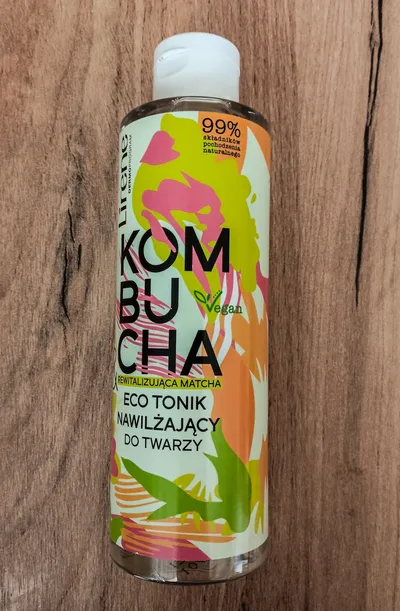 99%
składników
pochodzenia
naturalnego
Lirene
KOM
BU
CHA
Vegan
REWITALIZUJĄCA MATCHA
ECO TONIK
NAWILŻAJĄCY
DO TWARZY